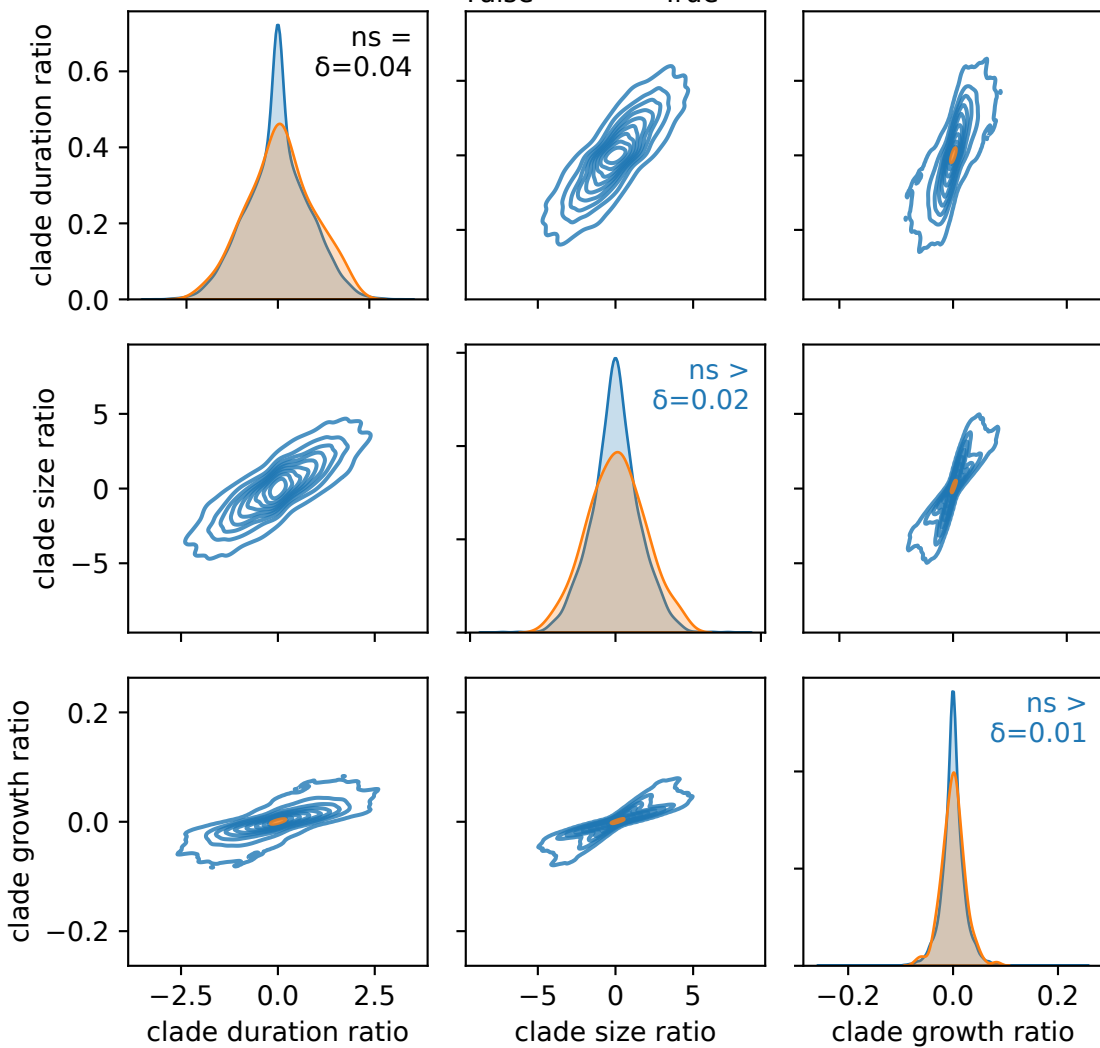 True
clade duration ratio
0.6
0.4
0.2
0.0
ns =
δ=0.04
clade size ratio
5
0
−5
ns >
δ=0.02
clade growth ratio
0.2
0.0
−0.2
ns >
δ=0.01
−2.5 0.0 2.5
−5 0 5
−0.2 0.0 0.2
clade duration ratio
clade size ratio
clade growth ratio